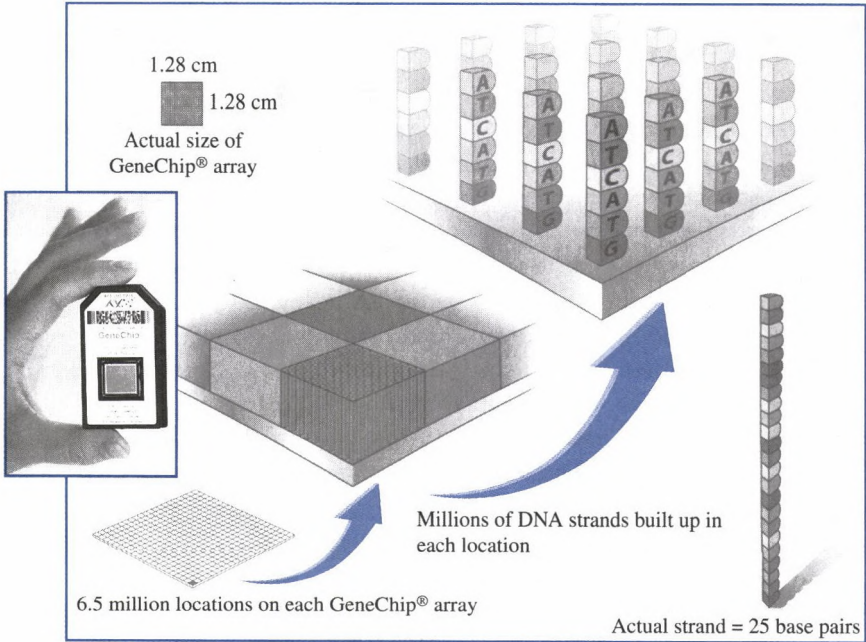 1.28 cm
1.28 cm
Actual size of
GeneChip® array
A
T
C
A
T
G
A
T
C
A
T
G
A
T
C
A
T
G
A
T
C
A
T
G
A
T
C
A
T
G
GeneChip
Millions of DNA strands built up in
each location
6.5 million locations on each GeneChip® array
Actual strand = 25 base pairs